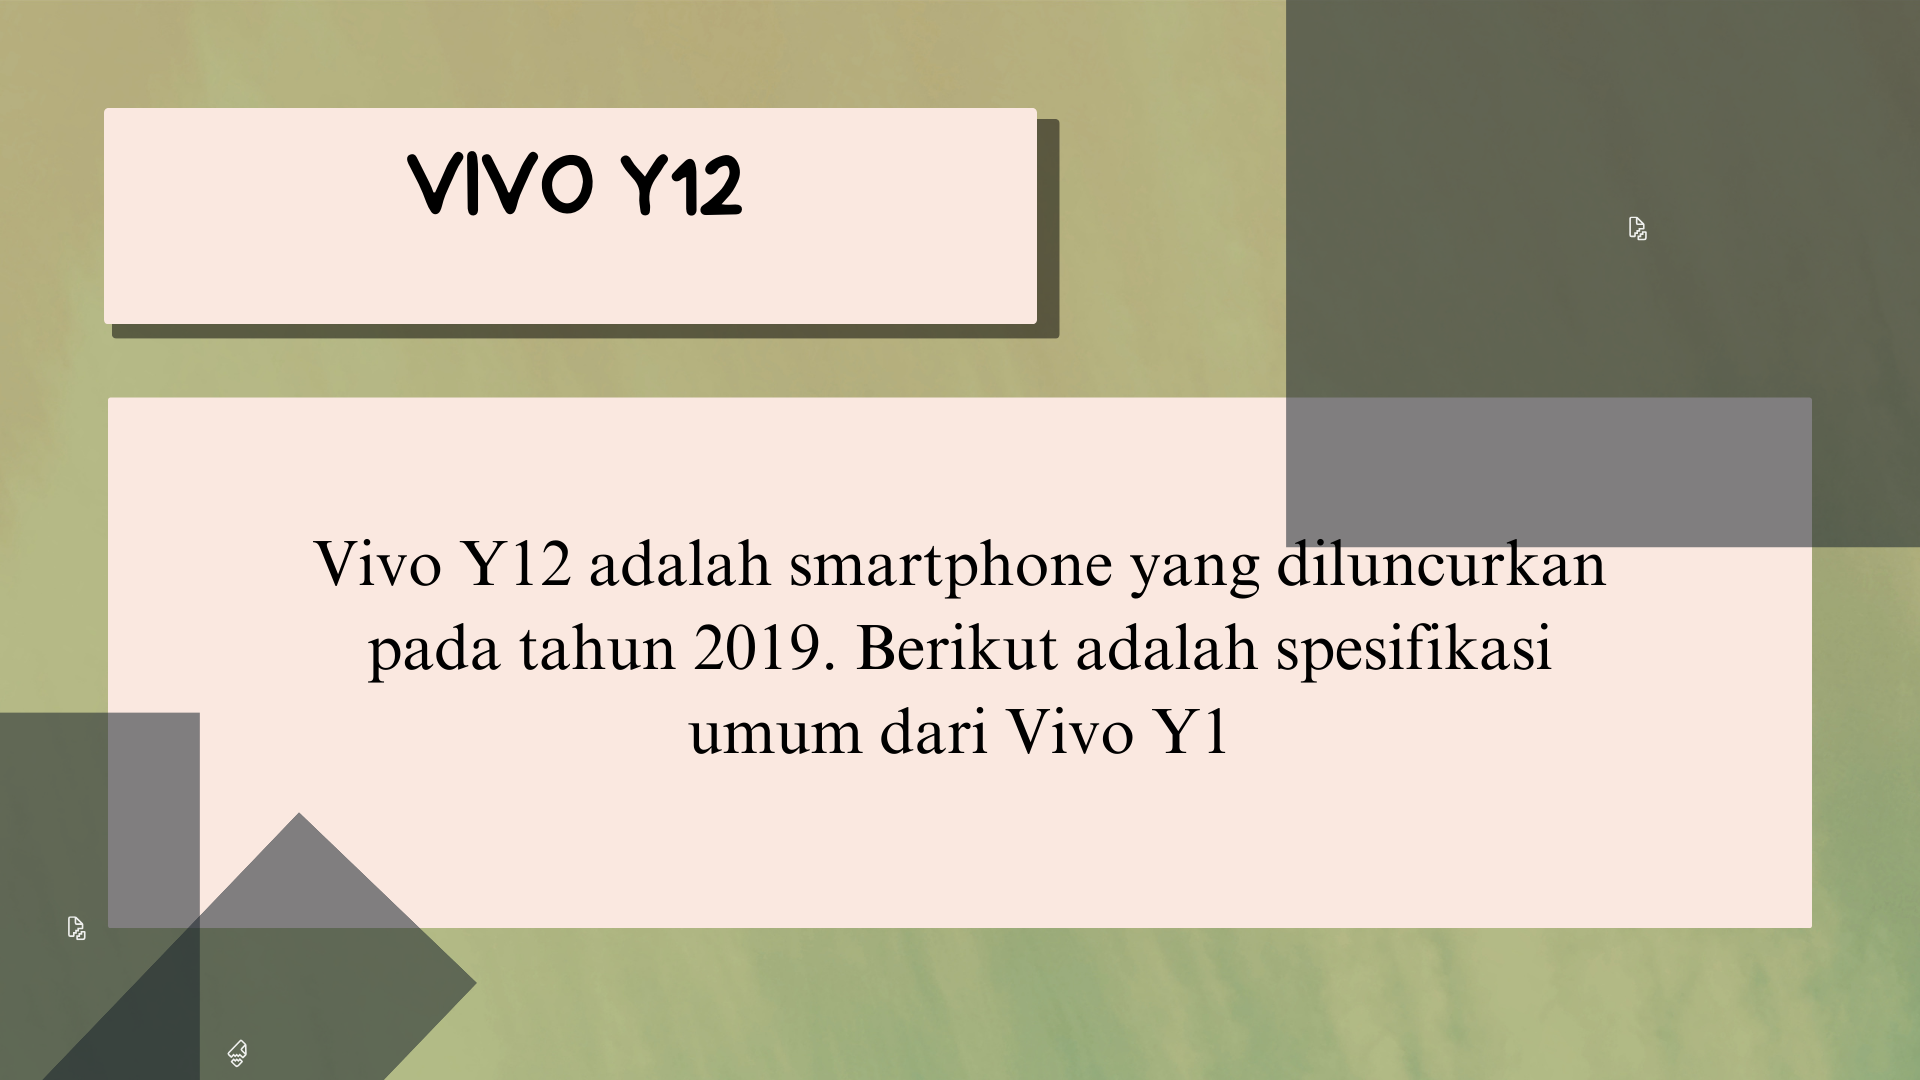 VIVO Y12
Vivo Y12 adalah smartphone yang diluncurkan
pada tahun 2019. Berikut adalah spesifikasi
umum dari Vivo Y1